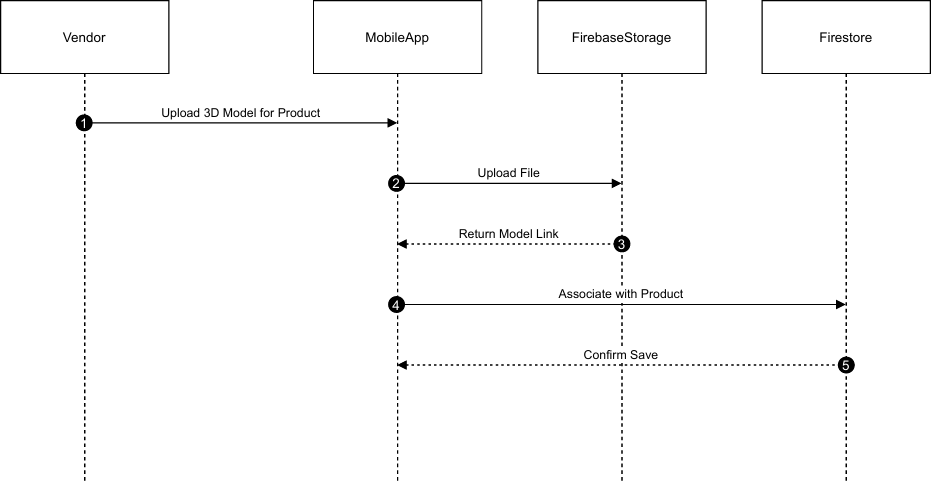 Vendor
MobileApp
FirebaseStorage
Firestore
Upload 3D Model for Product
1
Upload File
2
Return Model Link
3
Associate with Product
4
Confirm Save
5